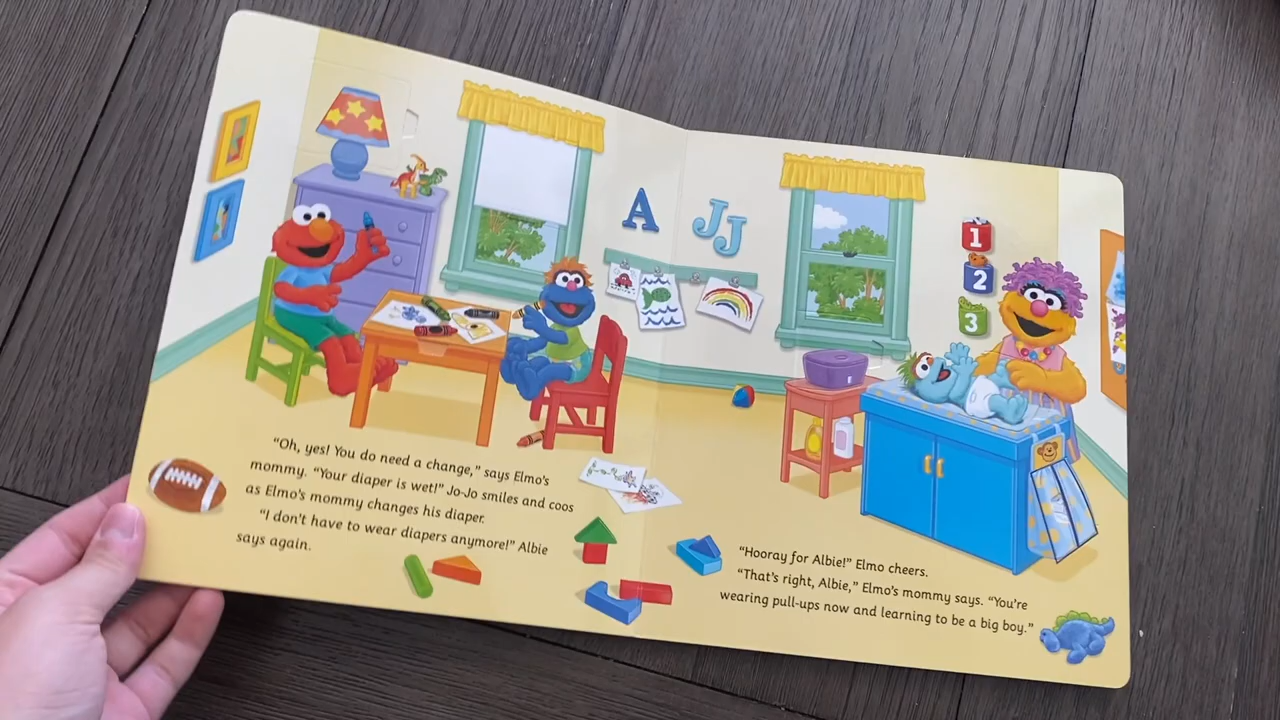 A
JJ
1
2
3
"Oh, yes! You do need a change," says Elmo's
mommy. "Your diaper is wet!" Jo-Jo smiles and coos
as Elmo's mommy changes his diaper.
"I don't have to wear diapers anymore!" Albie
says again.
"Hooray for Albie!" Elmo cheers.
"That's right, Albie," Elmo's mommy says. "You're
wearing pull-ups now and learning to be a big boy."